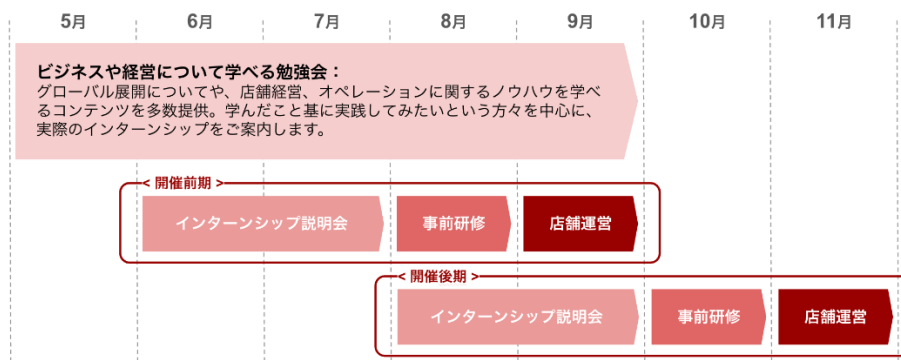 5月 6月 7月 8月 9月 10月 11月
ビジネスや経営について学べる勉強会：
グローバル展開についてや、店舗経営、オペレーションに関するノウハウを学べ
るコンテンツを多数提供。学んだこと基に実践してみたいという方々を中心に、
実際のインターンシップをご案内します。
< 開催前期 >
インターンシップ説明会 事前研修 店舗運営
< 開催後期 >
インターンシップ説明会 事前研修 店舗運営